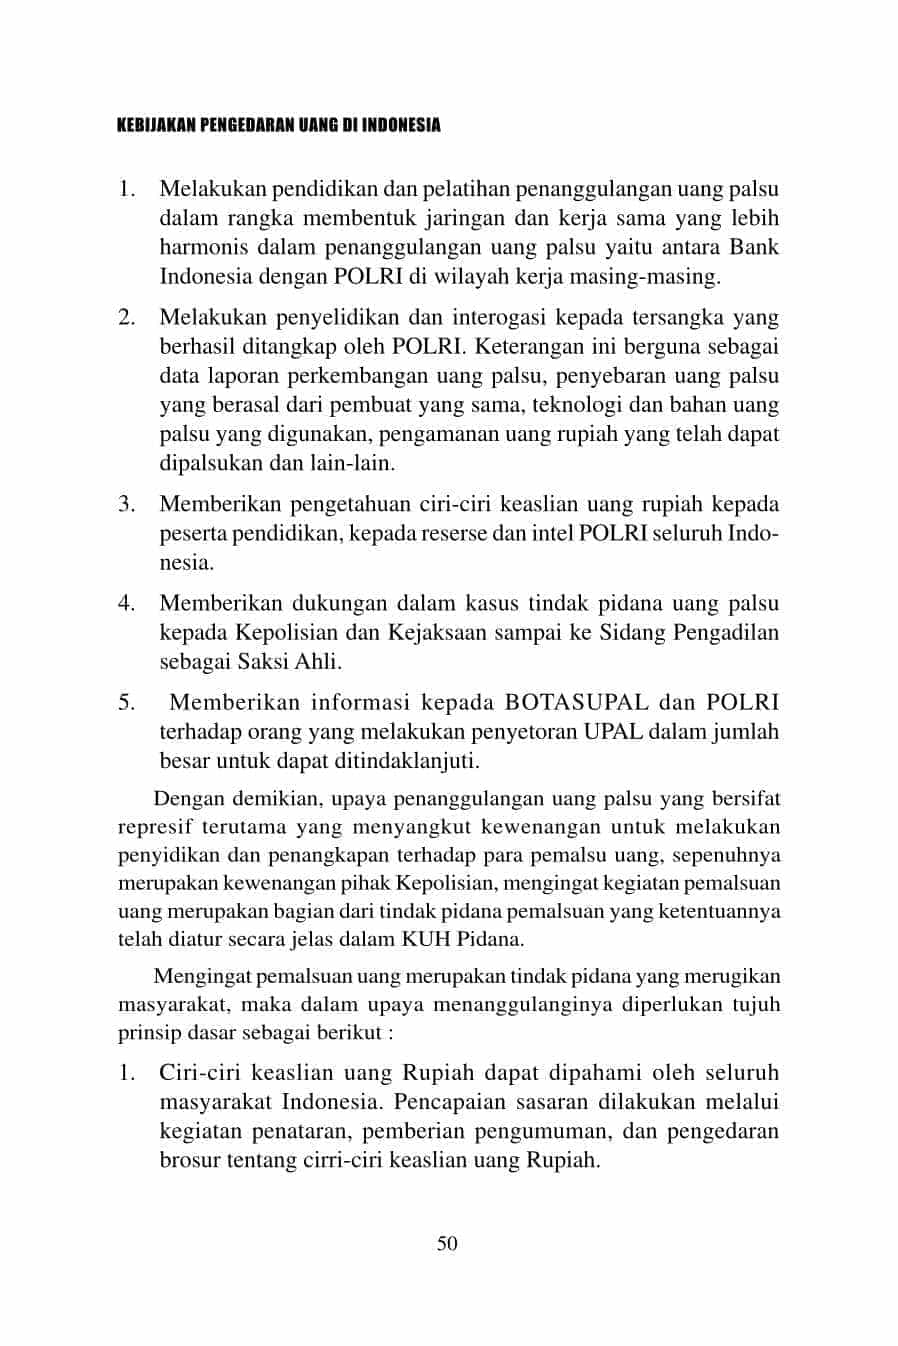 KEBIJAKAN PENGEDARAN UANG DI INDONESIA
1. Melakukan pendidikan dan pelatihan penanggulangan uang palsu
dalam rangka membentuk jaringan dan kerja sama yang lebih
harmonis dalam penanggulangan uang palsu yaitu antara Bank
Indonesia dengan POLRI di wilayah kerja masing-masing.
2. Melakukan penyelidikan dan interogasi kepada tersangka yang
berhasil ditangkap oleh POLRI. Keterangan ini berguna sebagai
data laporan perkembangan uang palsu, penyebaran uang palsu
yang berasal dari pembuat yang sama, teknologi dan bahan uang
palsu yang digunakan, pengamanan uang rupiah yang telah dapat
dipalsukan dan lain-lain.
3. Memberikan pengetahuan ciri-ciri keaslian uang rupiah kepada
peserta pendidikan, kepada reserse dan intel POLRI seluruh Indo-
nesia.
4. Memberikan dukungan dalam kasus tindak pidana uang palsu
kepada Kepolisian dan Kejaksaan sampai ke Sidang Pengadilan
sebagai Saksi Ahli.
5. Memberikan informasi kepada BOTASUPAL dan POLRI
terhadap orang yang melakukan penyetoran UPAL dalam jumlah
besar untuk dapat ditindaklanjuti.
Dengan demikian, upaya penanggulangan uang palsu yang bersifat
represif terutama yang menyangkut kewenangan untuk melakukan
penyidikan dan penangkapan terhadap para pemalsu uang, sepenuhnya
merupakan kewenangan pihak Kepolisian, mengingat kegiatan pemalsuan
uang merupakan bagian dari tindak pidana pemalsuan yang ketentuannya
telah diatur secara jelas dalam KUH Pidana.
Mengingat pemalsuan uang merupakan tindak pidana yang merugikan
masyarakat, maka dalam upaya menanggulanginya diperlukan tujuh
prinsip dasar sebagai berikut :
1. Ciri-ciri keaslian uang Rupiah dapat dipahami oleh seluruh
masyarakat Indonesia. Pencapaian sasaran dilakukan melalui
kegiatan penataran, pemberian pengumuman, dan pengedaran
brosur tentang cirri-ciri keaslian uang Rupiah.
50